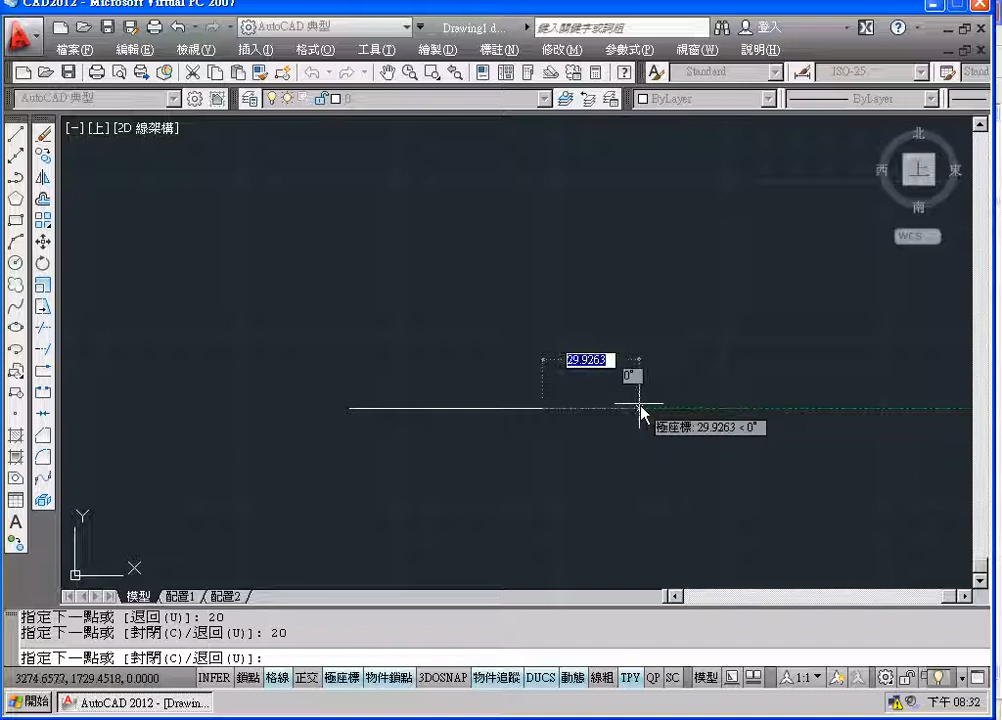 CAD2012 - Microsoft Virtual PC 2007
AutoCAD 典型
Drawing1 d...
鍵入關鍵字或詞組
登入
檔案(F) 編輯(E) 檢視(V) 插入(I) 格式(O) 工具(T) 繪製(D) 標註(N) 修改(M) 參數式(P) 視窗(W) 說明(H)
Standard ISO-25 Stand
AutoCAD 典型 0 ByLayer ByLayer
[−] [上] [2D 線架構]
北
西 上 東
南
WCS
29.9263
0°
極座標: 29.9263 < 0°
Y
X
模型 配置1 配置2
指定下一點或 [退回(U)]: 20
指定下一點或 [封閉(C)/退回(U)]: 20
指定下一點或 [封閉(C)/退回(U)]:
3274.6577, 1729.4518, 0.0000 INFER 鎖點 格線 正交 極座標 物件鎖點 3DOSNAP 物件追蹤 DUCS 動態 線組 TPY QP SC 模型 1:1
開始 AutoCAD 2012 - [Drawin... 下午 08:32